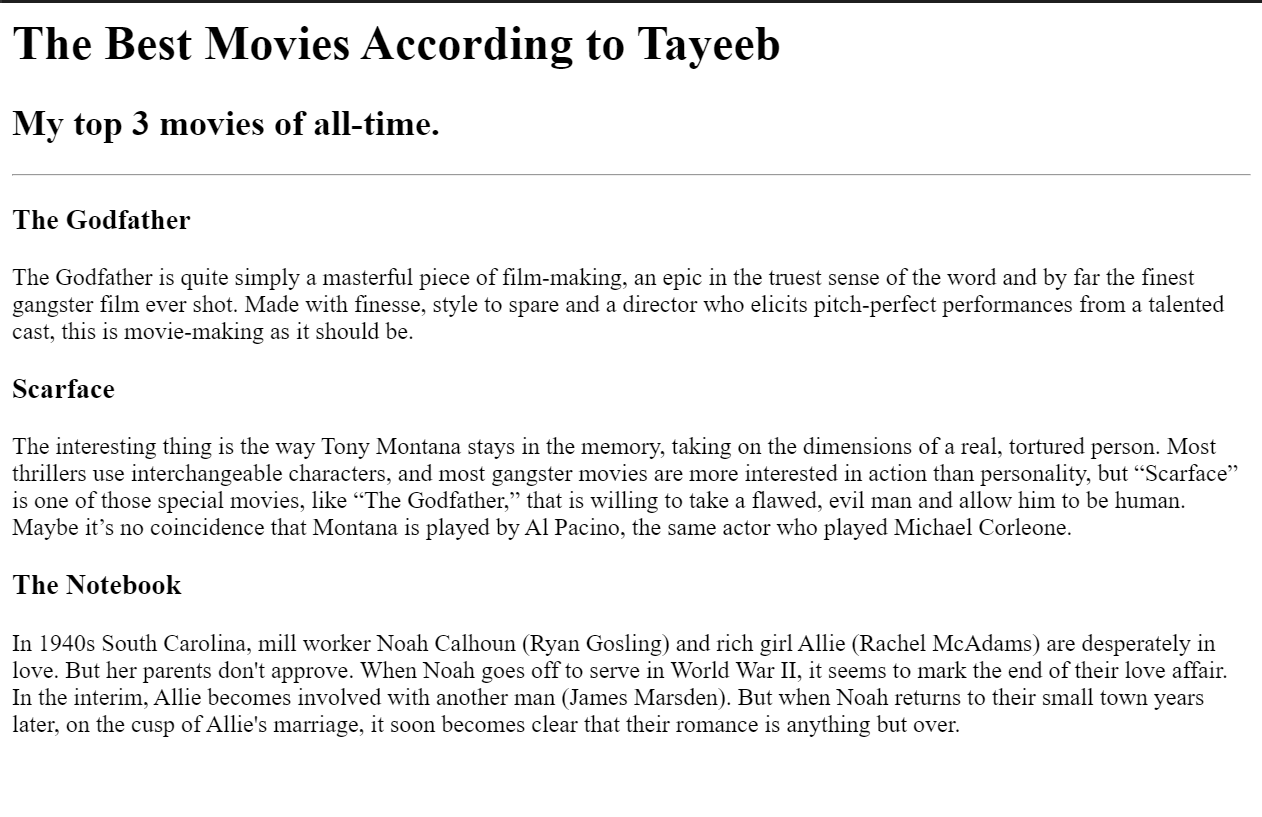 The Best Movies According to Tayeeb
My top 3 movies of all-time.
The Godfather
The Godfather is quite simply a masterful piece of film-making, an epic in the truest sense of the word and by far the finest
gangster film ever shot. Made with finesse, style to spare and a director who elicits pitch-perfect performances from a talented
cast, this is movie-making as it should be.
Scarface
The interesting thing is the way Tony Montana stays in the memory, taking on the dimensions of a real, tortured person. Most
thrillers use interchangeable characters, and most gangster movies are more interested in action than personality, but “Scarface”
is one of those special movies, like “The Godfather,” that is willing to take a flawed, evil man and allow him to be human.
Maybe it’s no coincidence that Montana is played by Al Pacino, the same actor who played Michael Corleone.
The Notebook
In 1940s South Carolina, mill worker Noah Calhoun (Ryan Gosling) and rich girl Allie (Rachel McAdams) are desperately in
love. But her parents don't approve. When Noah goes off to serve in World War II, it seems to mark the end of their love affair.
In the interim, Allie becomes involved with another man (James Marsden). But when Noah returns to their small town years
later, on the cusp of Allie's marriage, it soon becomes clear that their romance is anything but over.